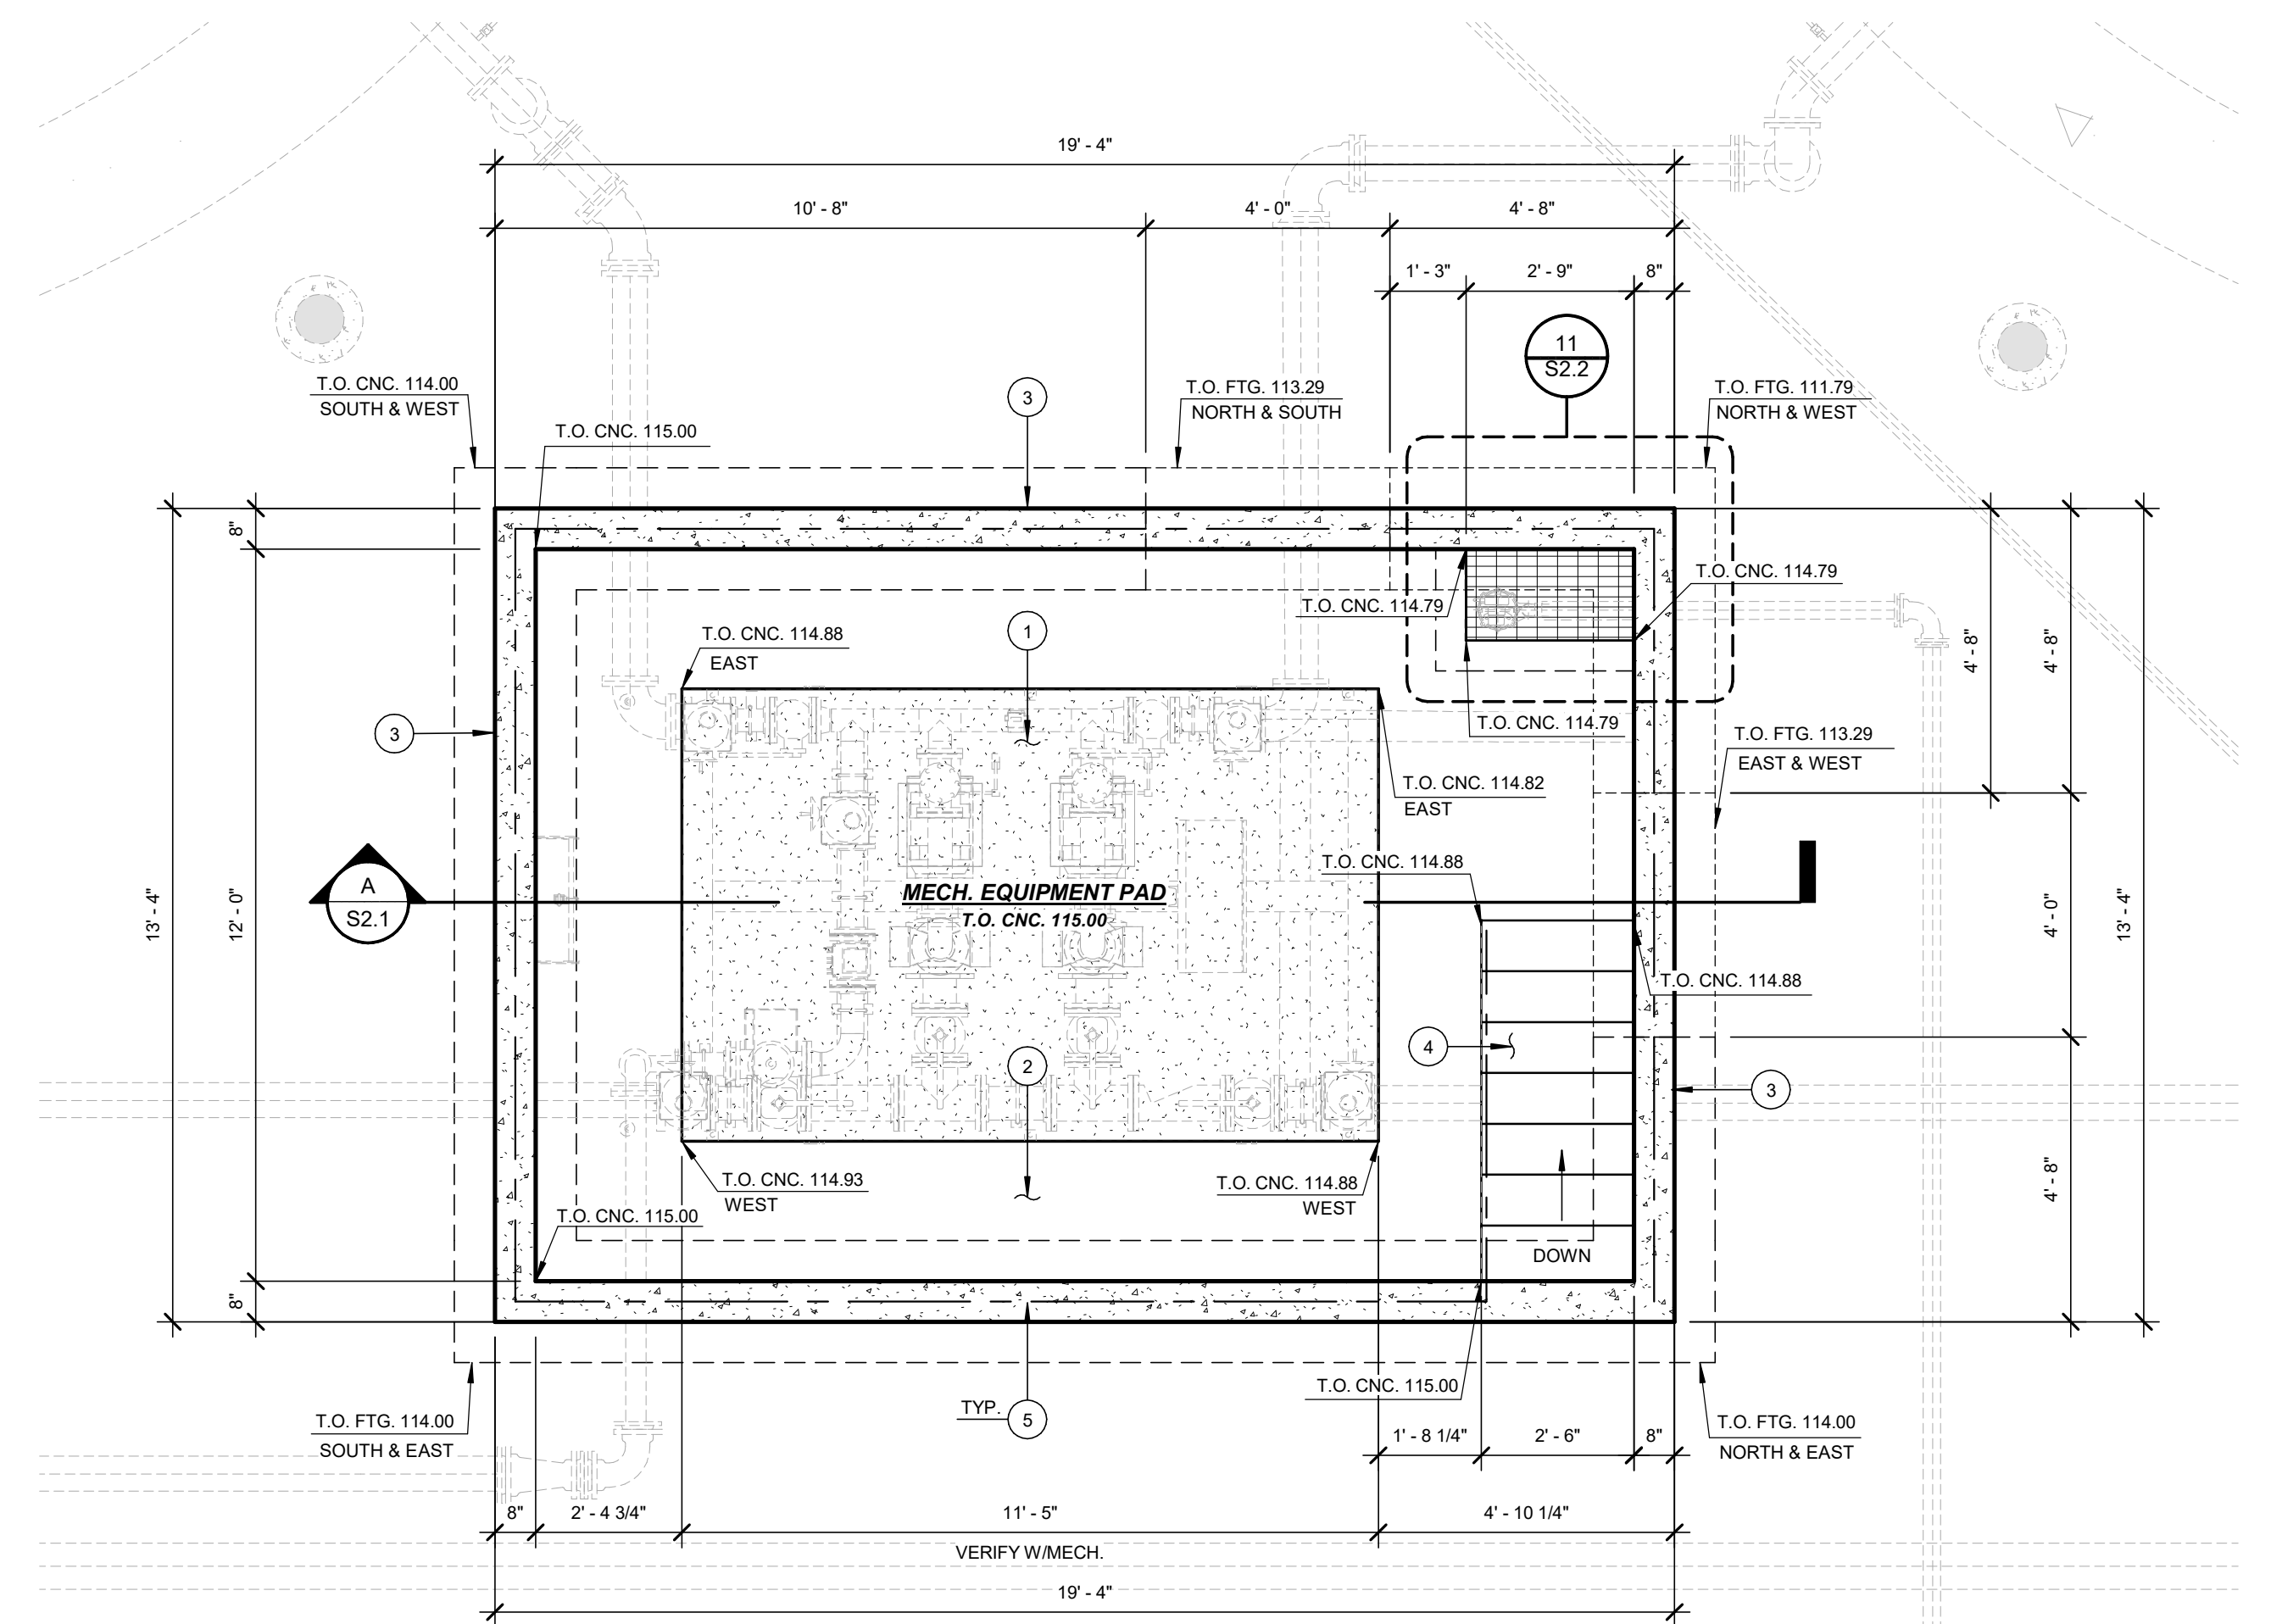 19' - 4"
10' - 8"
4' - 0"
4' - 8"
1' - 3"
2' - 9"
8"
11
S2.2
T.O. CNC. 114.00
SOUTH & WEST
3
T.O. FTG. 113.29
NORTH & SOUTH
T.O. FTG. 111.79
NORTH & WEST
T.O. CNC. 115.00
8"
T.O. CNC. 114.79
T.O. CNC. 114.79
T.O. CNC. 114.88
EAST
1
4' - 8"
4' - 8"
T.O. CNC. 114.79
3
T.O. FTG. 113.29
EAST & WEST
T.O. CNC. 114.82
EAST
T.O. CNC. 114.88
A
S2.1
MECH. EQUIPMENT PAD
T.O. CNC. 115.00
13' - 4"
12' - 0"
4' - 0"
13' - 4"
T.O. CNC. 114.88
4
2
3
T.O. CNC. 114.93
WEST
T.O. CNC. 114.88
WEST
4' - 8"
T.O. CNC. 115.00
DOWN
8"
T.O. CNC. 115.00
TYP.
5
T.O. FTG. 114.00
SOUTH & EAST
T.O. FTG. 114.00
NORTH & EAST
1' - 8 1/4"
2' - 6"
8"
8"
2' - 4 3/4"
11' - 5"
4' - 10 1/4"
VERIFY W/MECH.
19' - 4"